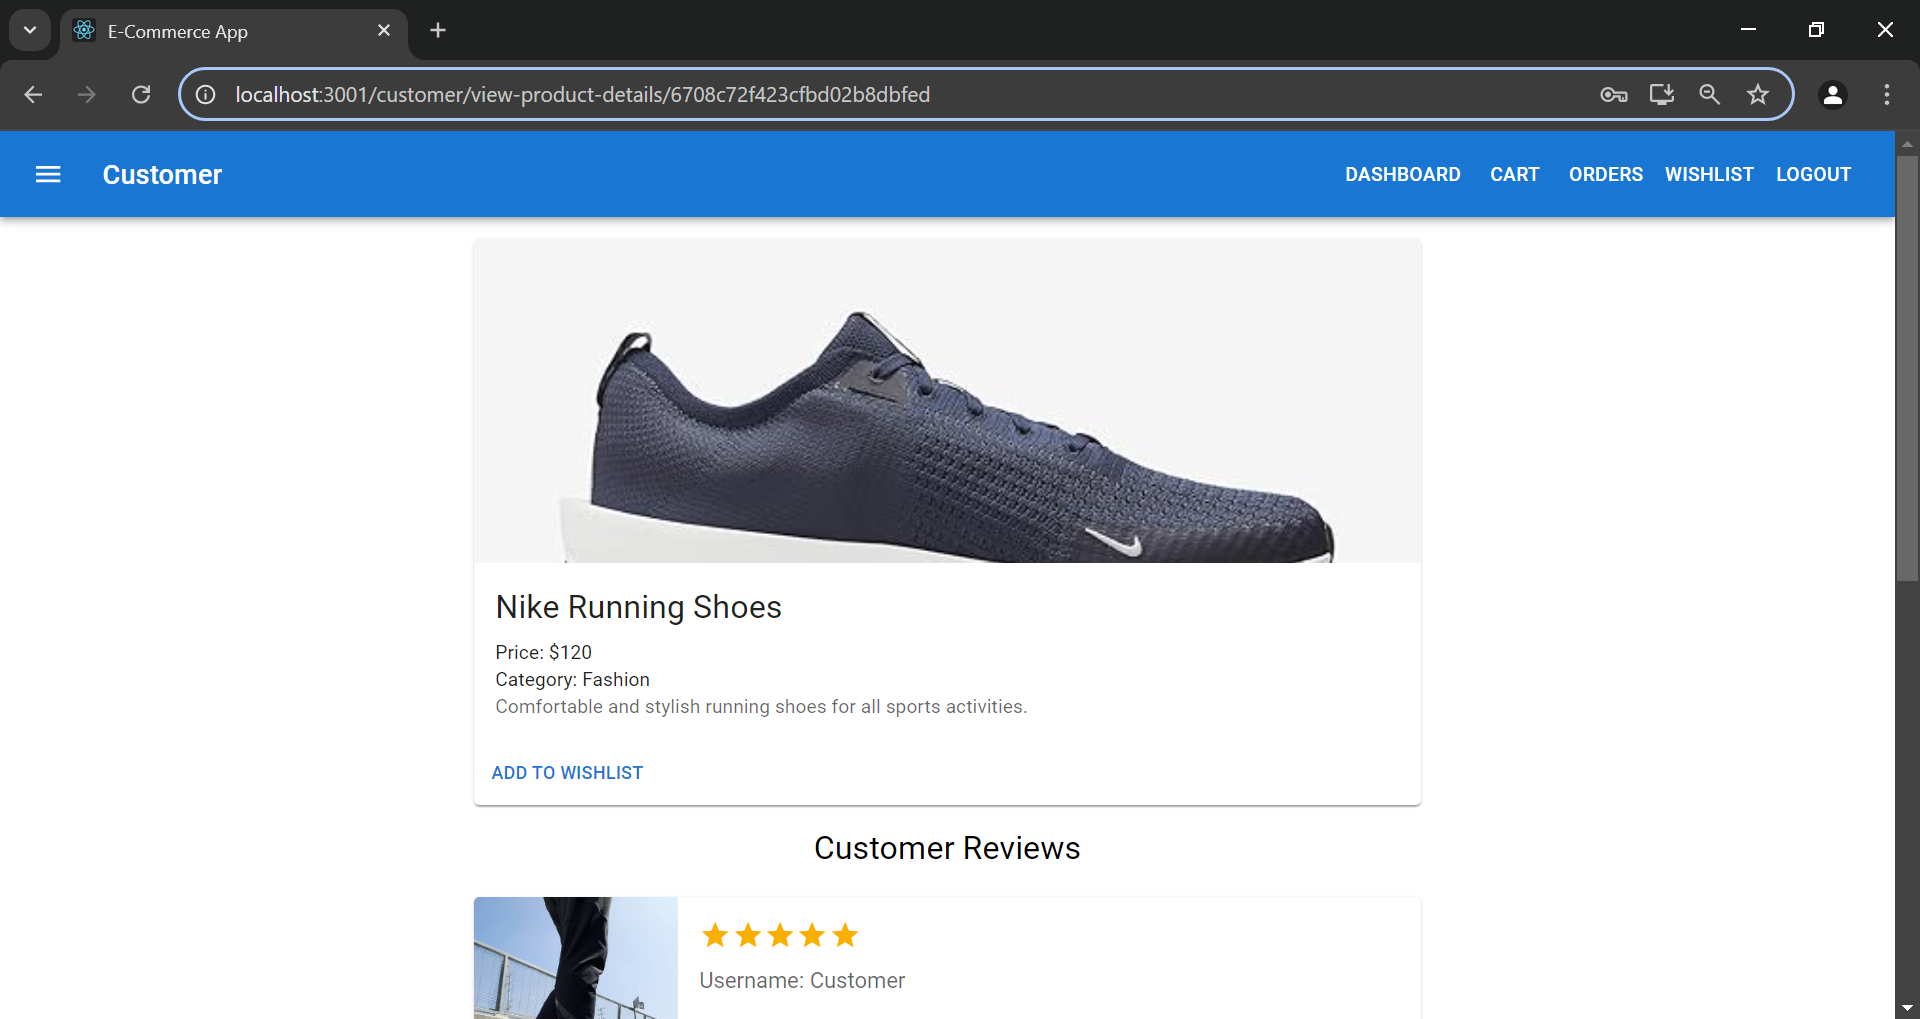 E-Commerce App
localhost:3001/customer/view-product-details/6708c72f423cfbd02b8dbfed
Customer
DASHBOARD CART ORDERS WISHLIST LOGOUT
Nike Running Shoes
Price: $120
Category: Fashion
Comfortable and stylish running shoes for all sports activities.
ADD TO WISHLIST
Customer Reviews
Username: Customer